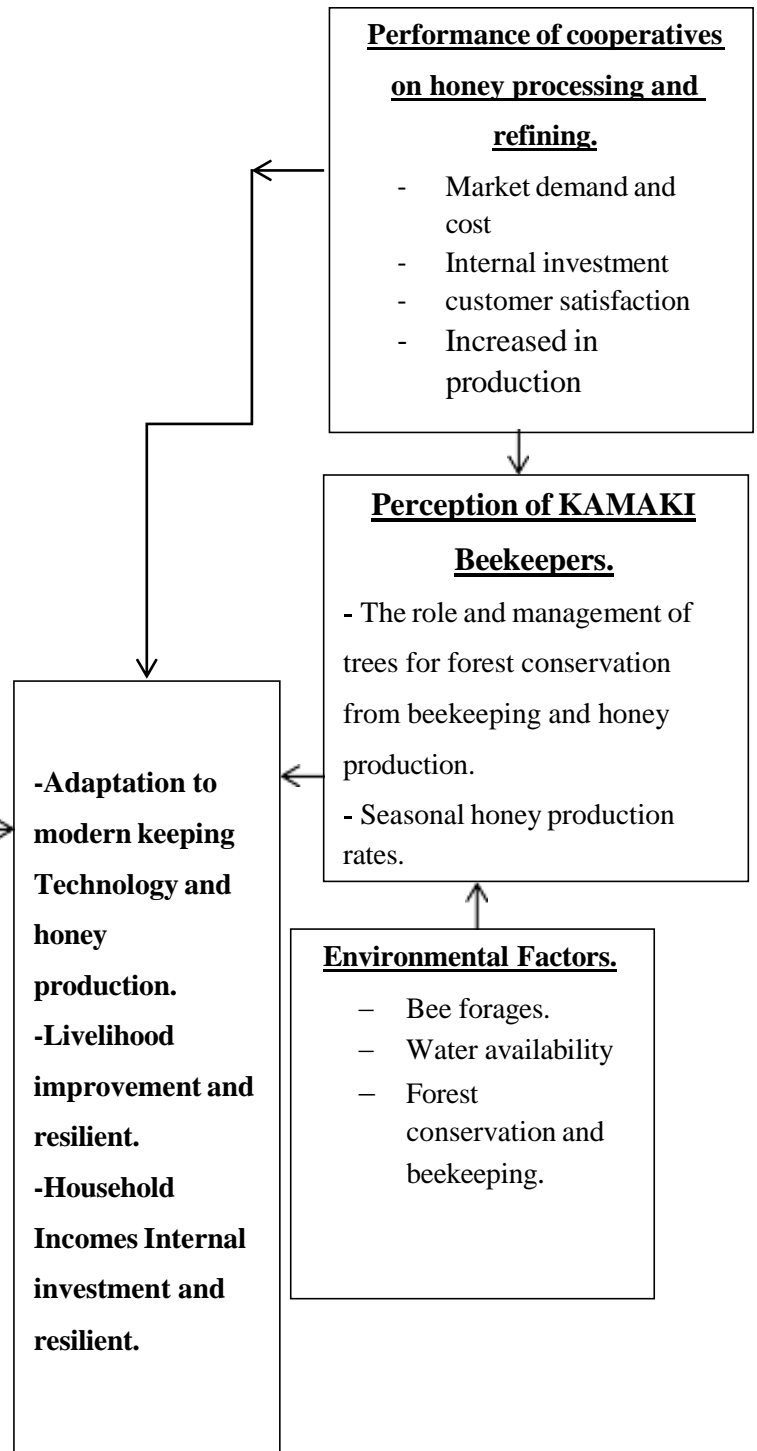 Performance of cooperatives
on honey processing and
refining.
- Market demand and
cost
- Internal investment
- customer satisfaction
- Increased in
production
Perception of KAMAKI
Beekeepers.
- The role and management of
trees for forest conservation
from beekeeping and honey
production.
- Seasonal honey production
rates.
-Adaptation to
modern keeping
Technology and
honey
production.
-Livelihood
improvement and
resilient.
-Household
Incomes Internal
investment and
resilient.
Environmental Factors.
– Bee forages.
– Water availability
– Forest
conservation and
beekeeping.